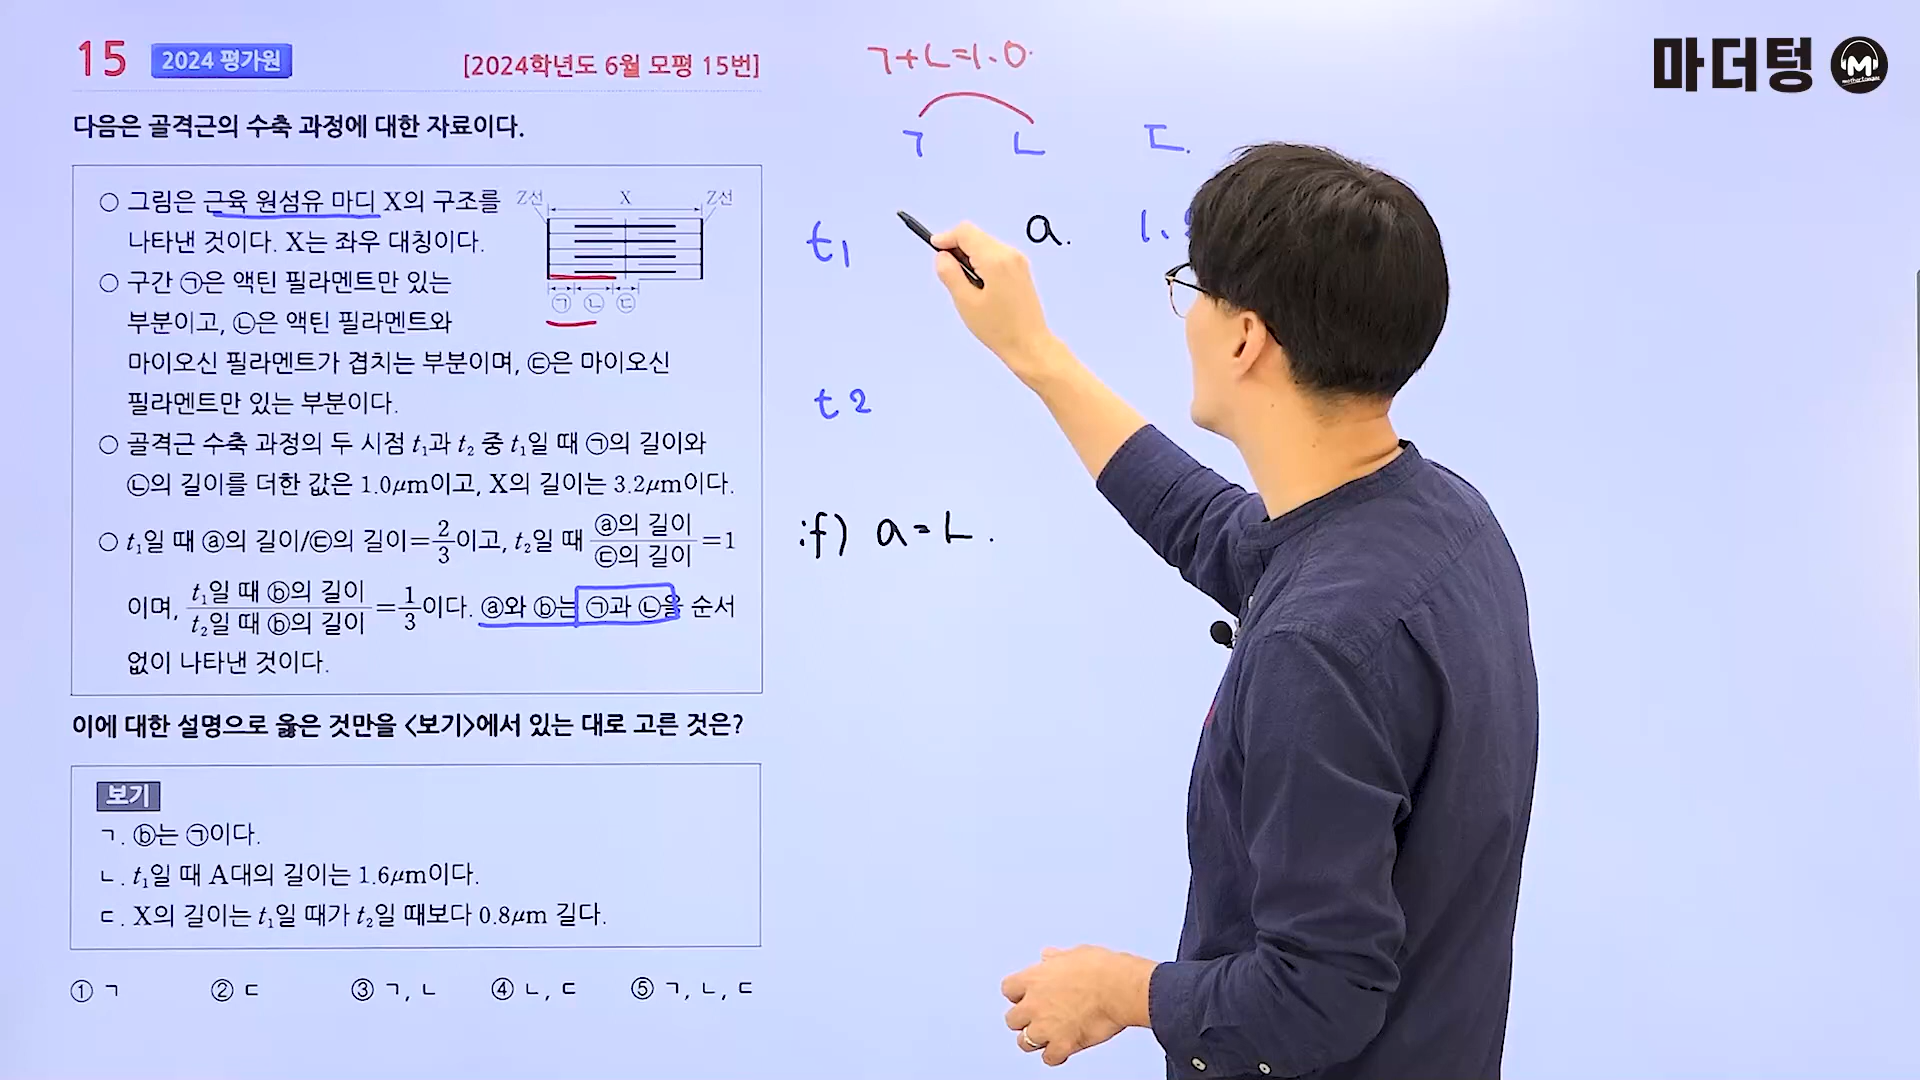 15 2024 평가원 [2024학년도 6월 모평 15번]
다음은 골격근의 수축 과정에 대한 자료이다.
○ 그림은 근육 원섬유 마디 X의 구조를
나타낸 것이다. X는 좌우 대칭이다.
Z선 X Z선
㉠ ㉡ ㉢
○ 구간 ㉠은 액틴 필라멘트만 있는
부분이고, ㉡은 액틴 필라멘트와
마이오신 필라멘트가 겹치는 부분이며, ㉢은 마이오신
필라멘트만 있는 부분이다.
○ 골격근 수축 과정의 두 시점 t₁과 t₂ 중 t₁일 때 ㉠의 길이와
㉡의 길이를 더한 값은 1.0μm이고, X의 길이는 3.2μm이다.
○ t₁일 때 ⓐ의 길이/㉢의 길이=2/3이고, t₂일 때 ⓐ의 길이/㉢의 길이=1
이며, t₁일 때 ⓑ의 길이/t₂일 때 ⓑ의 길이=1/3이다. ⓐ와 ⓑ는 ㉠과 ㉡을 순서
없이 나타낸 것이다.
이에 대한 설명으로 옳은 것만을 <보기>에서 있는 대로 고른 것은?
보기
ㄱ. ⓑ는 ㉠이다.
ㄴ. t₁일 때 A대의 길이는 1.6μm이다.
ㄷ. X의 길이는 t₁일 때가 t₂일 때보다 0.8μm 길다.
① ㄱ ② ㄷ ③ ㄱ, ㄴ ④ ㄴ, ㄷ ⑤ ㄱ, ㄴ, ㄷ
ㄱ+ㄴ=1.0.
ㄱ ㄴ ㄷ.
t₁ a. 1.
t2
if) a=ㄴ.
마더텅 M